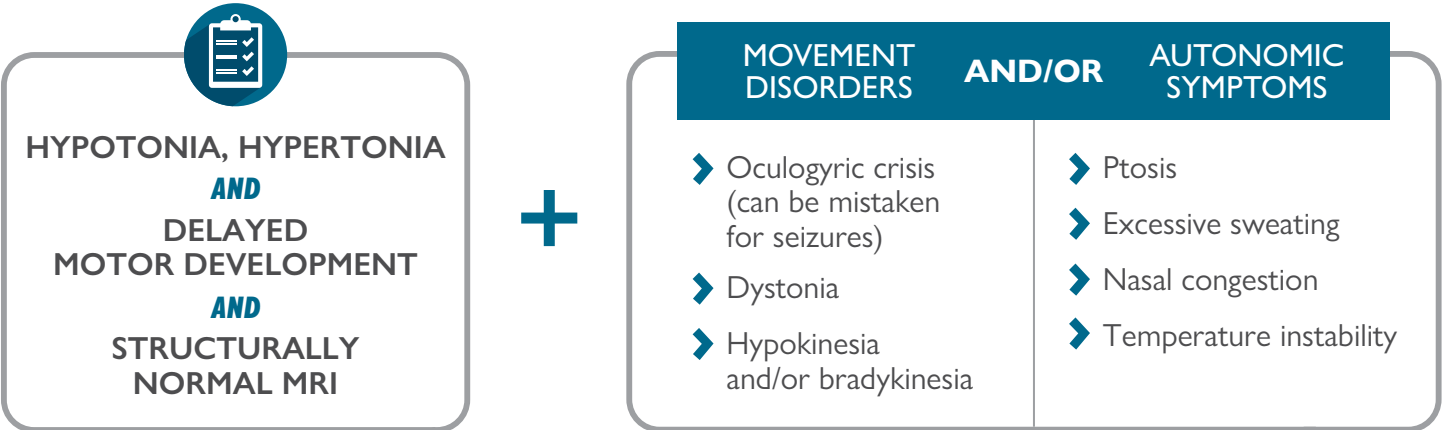 HYPOTONIA, HYPERTONIA
AND
DELAYED
MOTOR DEVELOPMENT
AND
STRUCTURALLY
NORMAL MRI
+
MOVEMENT
DISORDERS
AND/OR
AUTONOMIC
SYMPTOMS
Oculogyric crisis
(can be mistaken
for seizures)
Dystonia
Hypokinesia
and/or bradykinesia
Ptosis
Excessive sweating
Nasal congestion
Temperature instability